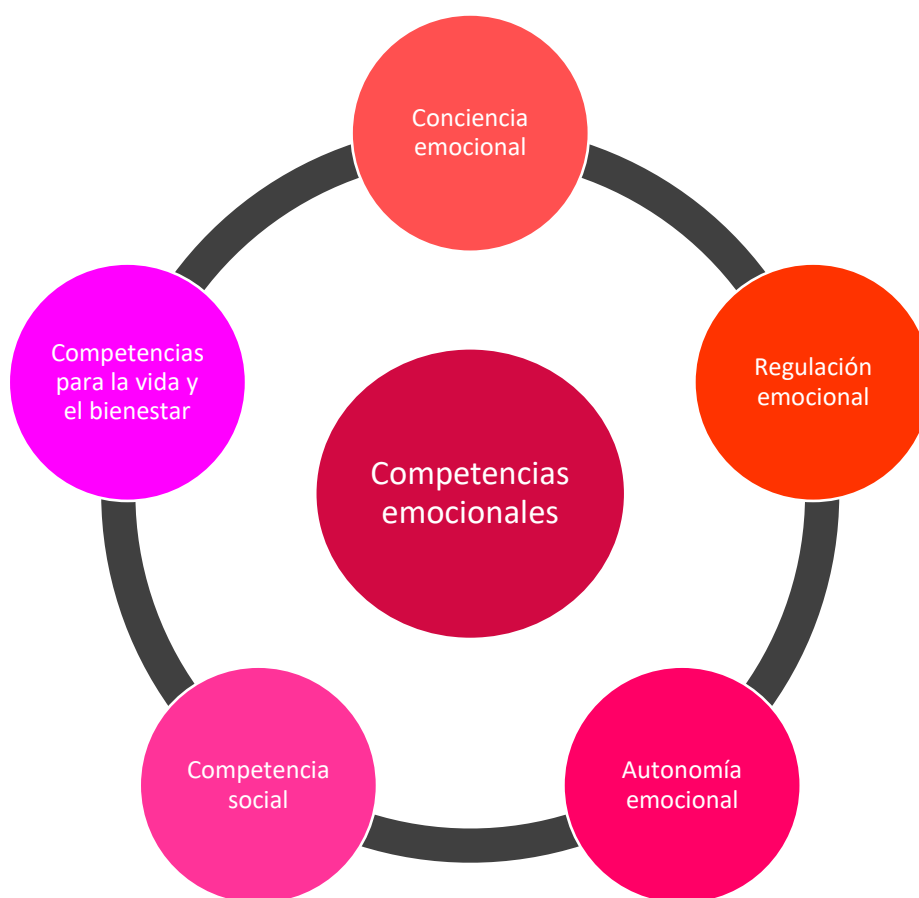 Conciencia
emocional
Regulación
emocional
Autonomía
emocional
Competencia
social
Competencias
para la vida y
el bienestar
Competencias
emocionales